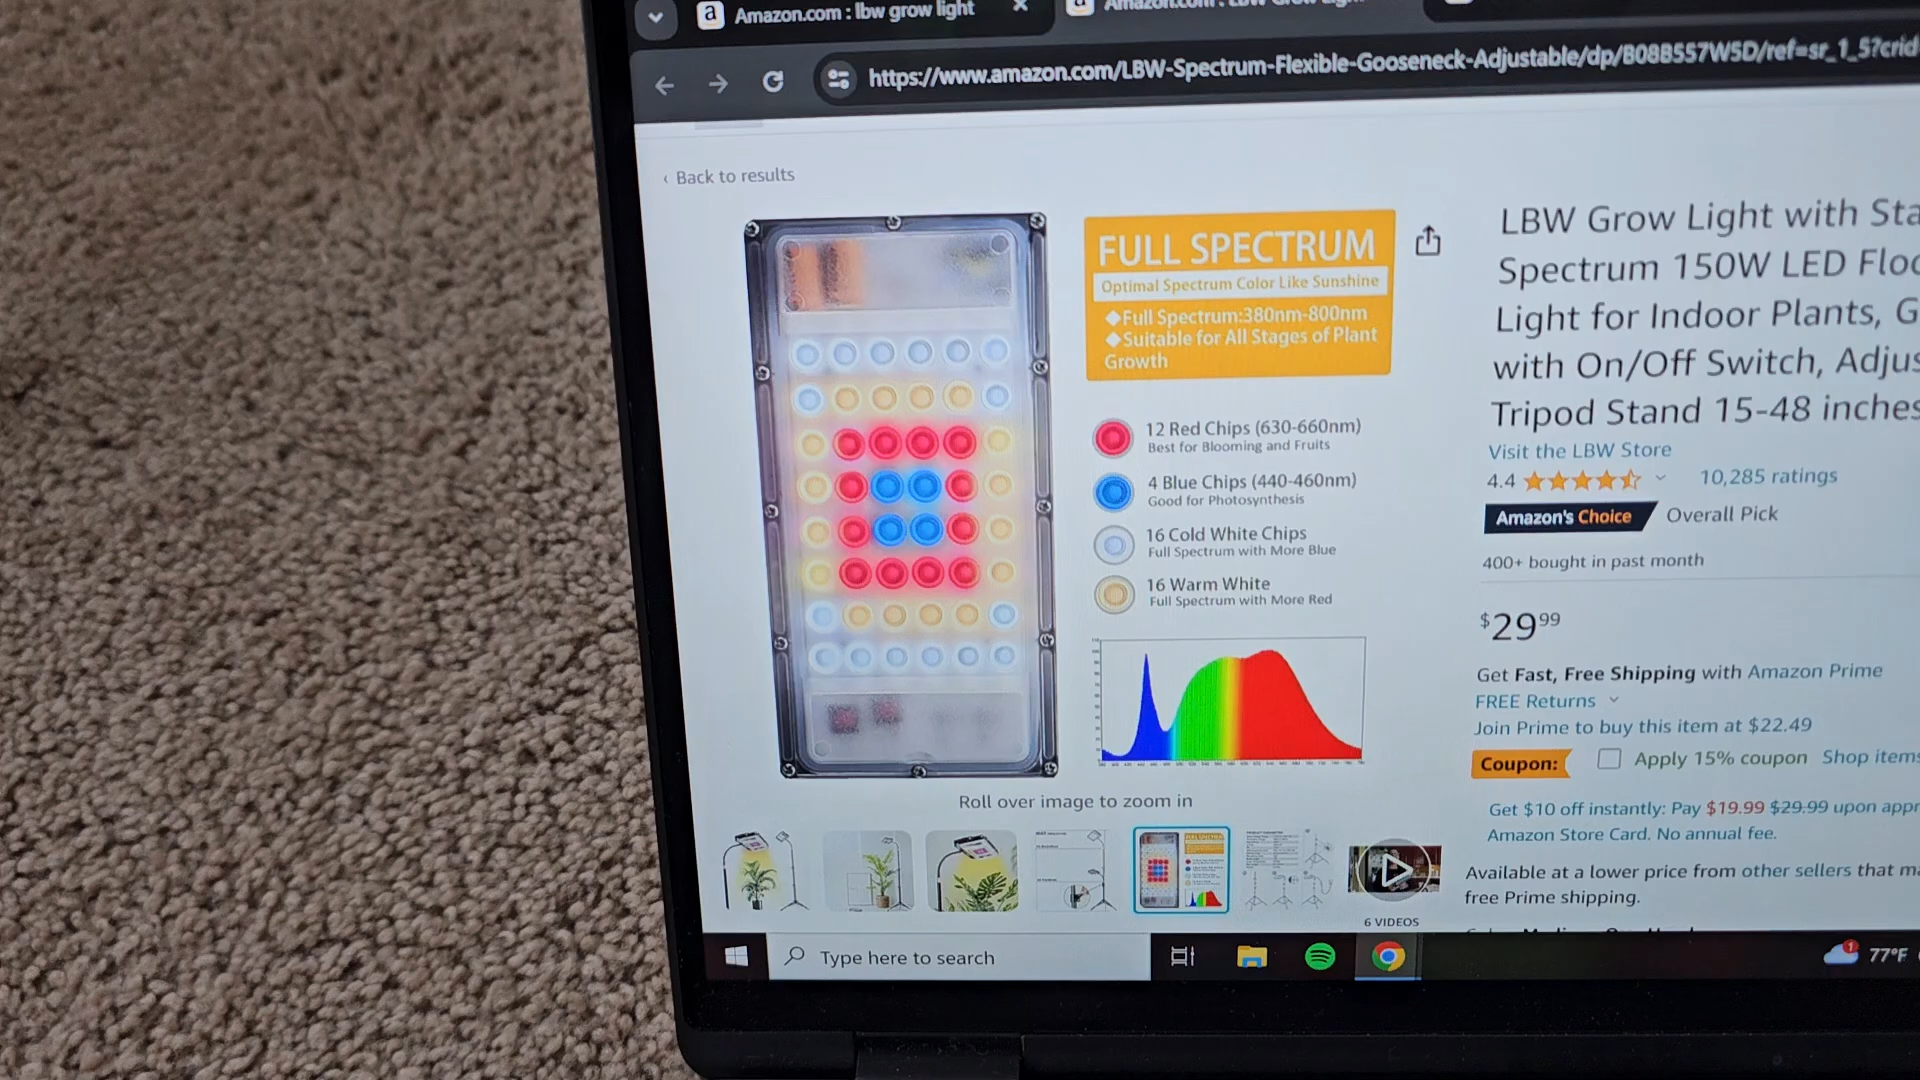 Amazon.com : lbw grow light
https://www.amazon.com/LBW-Spectrum-Flexible-Gooseneck-Adjustable/dp/B08B557W5D/ref=sr_1_5?crid
‹ Back to results
FULL SPECTRUM
Optimal Spectrum Color Like Sunshine
◆Full Spectrum:380nm-800nm
◆Suitable for All Stages of Plant
Growth
12 Red Chips (630-660nm)
Best for Blooming and Fruits
4 Blue Chips (440-460nm)
Good for Photosynthesis
16 Cold White Chips
Full Spectrum with More Blue
16 Warm White
Full Spectrum with More Red
Roll over image to zoom in
6 VIDEOS
LBW Grow Light with Sta
Spectrum 150W LED Floo
Light for Indoor Plants, G
with On/Off Switch, Adjus
Tripod Stand 15-48 inches
Visit the LBW Store
4.4 10,285 ratings
Amazon's Choice Overall Pick
400+ bought in past month
$29.99
Get Fast, Free Shipping with Amazon Prime
FREE Returns
Join Prime to buy this item at $22.49
Coupon: Apply 15% coupon Shop items
Get $10 off instantly: Pay $19.99 $29.99 upon appr
Amazon Store Card. No annual fee.
Available at a lower price from other sellers that ma
free Prime shipping.
Type here to search
1
77°F